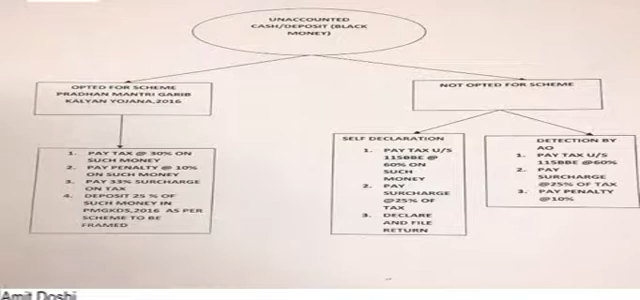 UNACCOUNTED
CASH/DEPOSIT (BLACK
MONEY)
OPTED FOR SCHEME
PRADHAN MANTRI GARIB
KALYAN YOJANA,2016
NOT OPTED FOR SCHEME
1. PAY TAX @ 30% ON
SUCH MONEY
2. PAY PENALTY @ 10%
ON SUCH MONEY
3. PAY 33% SURCHARGE
ON TAX
4. DEPOSIT 25 % OF
SUCH MONEY IN
PMGKDS,2016 AS PER
SCHEME TO BE
FRAMED
SELF DECLARATION
1. PAY TAX U/S
115BBE @
60% ON
SUCH
MONEY
2. PAY
SURCHARGE
@25% OF
TAX
3. DECLARE
AND FILE
RETURN
DETECTION BY
AO
1. PAY TAX U/S
115BBE @60%
2. PAY
SURCHARGE
@25% OF TAX
3. PAY PENALTY
@10%
Amit Doshi